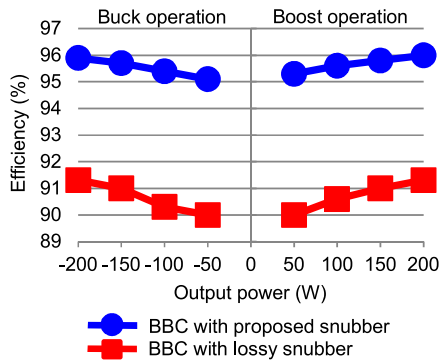 Buck operation Boost operation
97
96
95
94
93
92
91
90
89
Efficiency (%)
-200 -150 -100 -50 0 50 100 150 200
Output power (W)
BBC with proposed snubber
BBC with lossy snubber